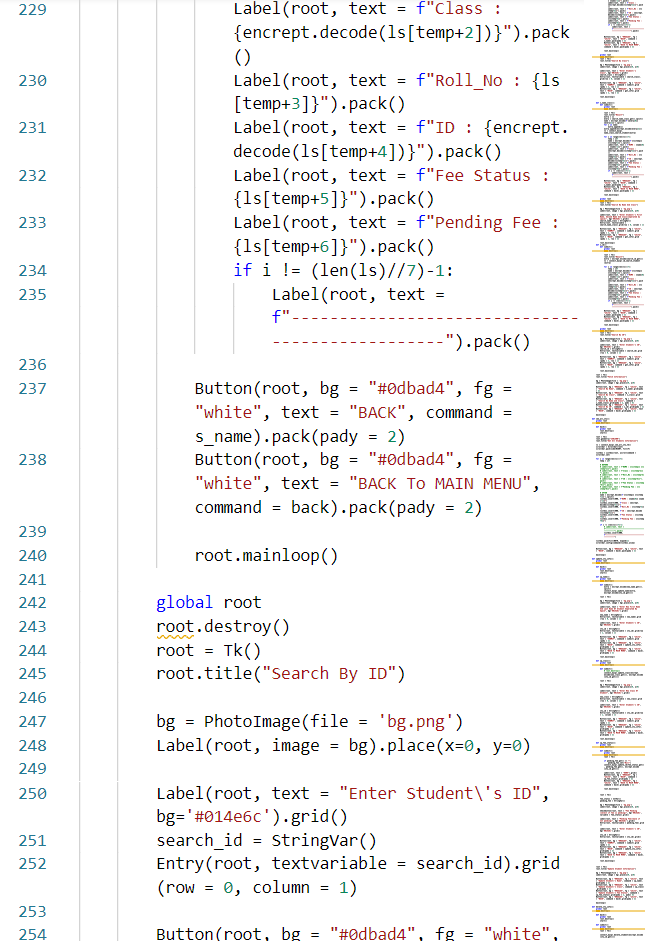 229 Label(root, text = f"Class :
{encrept.decode(ls[temp+2])}").pack
()
230 Label(root, text = f"Roll_No : {ls
[temp+3]}").pack()
231 Label(root, text = f"ID : {encrept.
decode(ls[temp+4])}").pack()
232 Label(root, text = f"Fee Status :
{ls[temp+5]}").pack()
233 Label(root, text = f"Pending Fee :
{ls[temp+6]}").pack()
234 if i != (len(ls)//7)-1:
235 Label(root, text =
f"-----------------------------
------------------").pack()
236
237 Button(root, bg = "#0dbad4", fg =
"white", text = "BACK", command =
s_name).pack(pady = 2)
238 Button(root, bg = "#0dbad4", fg =
"white", text = "BACK To MAIN MENU",
command = back).pack(pady = 2)
239
240 root.mainloop()
241
242 global root
243 root.destroy()
244 root = Tk()
245 root.title("Search By ID")
246
247 bg = PhotoImage(file = 'bg.png')
248 Label(root, image = bg).place(x=0, y=0)
249
250 Label(root, text = "Enter Student\'s ID",
bg='#014e6c').grid()
251 search_id = StringVar()
252 Entry(root, textvariable = search_id).grid
(row = 0, column = 1)
253
254 Button(root, bg = "#0dbad4", fg = "white",